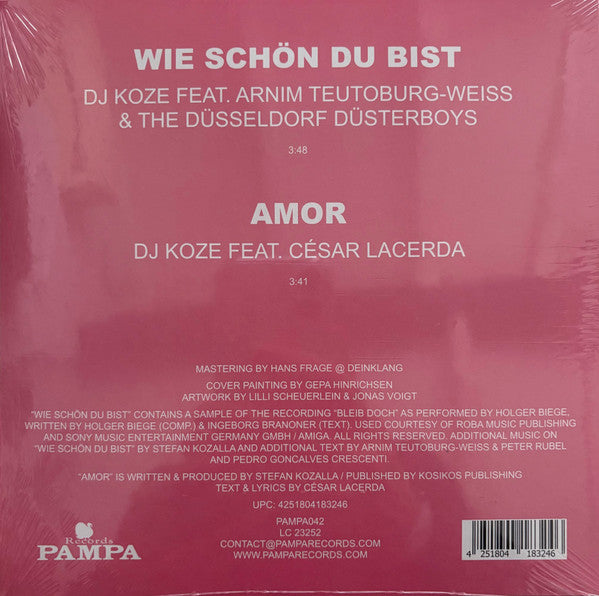 WIE SCHÖN DU BIST
DJ KOZE FEAT. ARNIM TEUTOBURG-WEISS
& THE DÜSSELDORF DÜSTERBOYS
3:48
AMOR
DJ KOZE FEAT. CÉSAR LACERDA
3:41
MASTERING BY HANS FRAGE @ DEINKLANG
COVER PAINTING BY GEPA HINRICHSEN
ARTWORK BY LILLI SCHEUERLEIN & JONAS VOIGT
"WIE SCHÖN DU BIST" CONTAINS A SAMPLE OF THE RECORDING "BLEIB DOCH" AS PERFORMED BY HOLGER BIEGE,
WRITTEN BY HOLGER BIEGE (COMP.) & INGEBORG BRANONER (TEXT). USED COURTESY OF ROBA MUSIC PUBLISHING
AND SONY MUSIC ENTERTAINMENT GERMANY GMBH / AMIGA. ALL RIGHTS RESERVED. ADDITIONAL MUSIC ON
"WIE SCHÖN DU BIST" BY STEFAN KOZALLA AND ADDITIONAL TEXT BY ARNIM TEUTOBURG-WEISS & PETER RUBEL
AND PEDRO GONCALVES CRESCENTI.
"AMOR" IS WRITTEN & PRODUCED BY STEFAN KOZALLA / PUBLISHED BY KOSIKOS PUBLISHING
TEXT & LYRICS BY CÉSAR LACERDA
UPC: 4251804183246
PAMPA042
LC 23252
CONTACT@PAMPARECORDS.COM
WWW.PAMPARECORDS.COM
Records
PAMPA
4 251804 183246